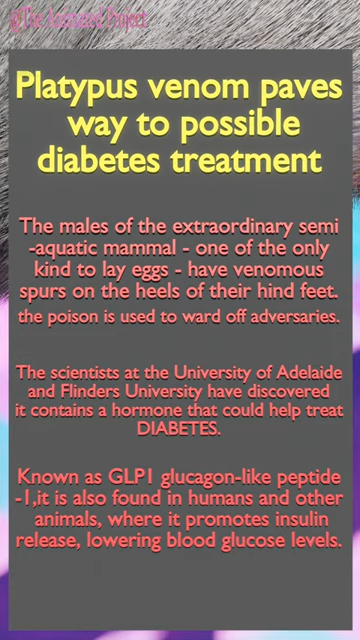 @The Animated Project
Platypus venom paves
way to possible
diabetes treatment
The males of the extraordinary semi
-aquatic mammal - one of the only
kind to lay eggs - have venomous
spurs on the heels of their hind feet.
the poison is used to ward off adversaries.
The scientists at the University of Adelaide
and Flinders University have discovered
it contains a hormone that could help treat
DIABETES.
Known as GLP1 glucagon-like peptide
-1,it is also found in humans and other
animals, where it promotes insulin
release, lowering blood glucose levels.